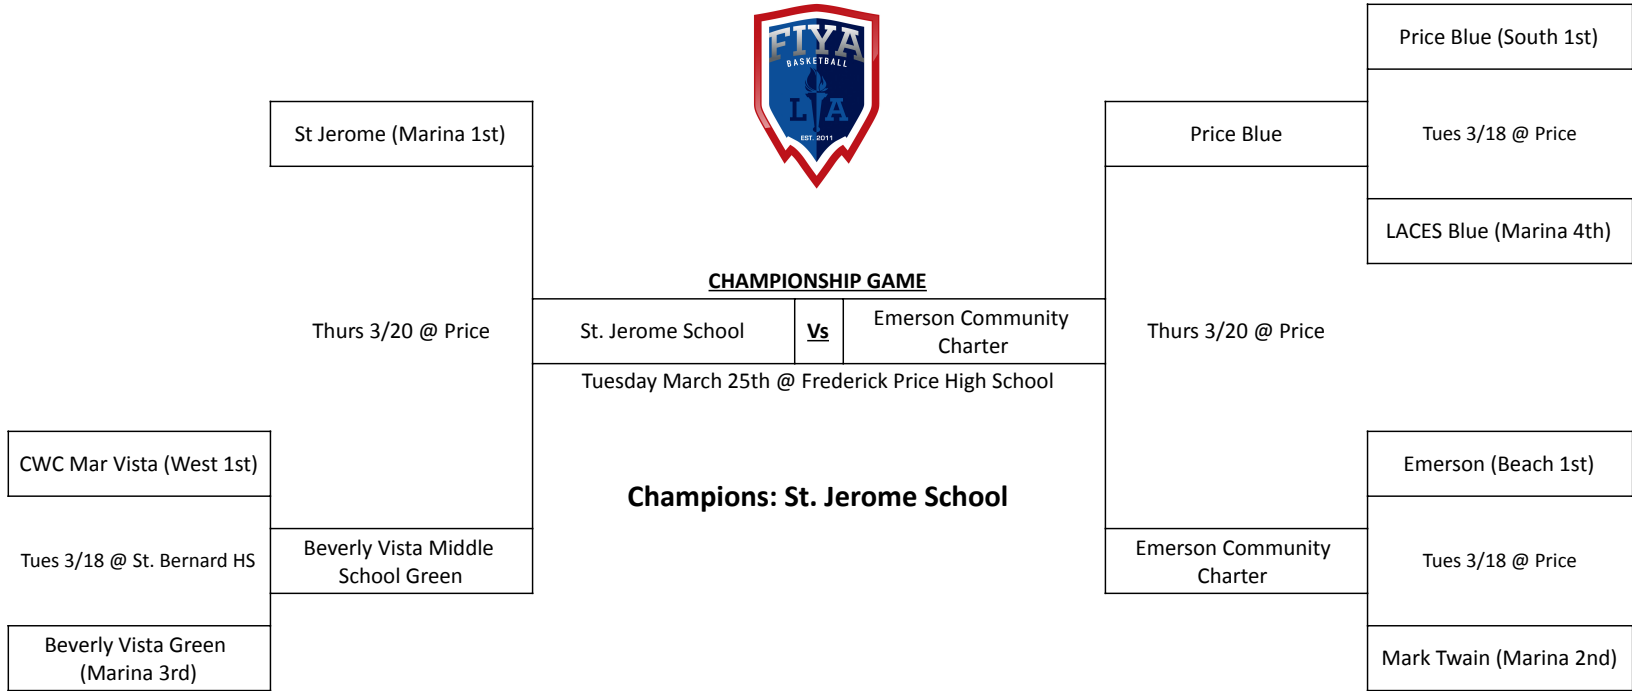 FIYA
BASKETBALL
L A
EST. 2011
Price Blue (South 1st)
St Jerome (Marina 1st)
Price Blue
Tues 3/18 @ Price
LACES Blue (Marina 4th)
CHAMPIONSHIP GAME
Thurs 3/20 @ Price
St. Jerome School
Vs
Emerson Community
Charter
Thurs 3/20 @ Price
Tuesday March 25th @ Frederick Price High School
CWC Mar Vista (West 1st)
Emerson (Beach 1st)
Champions: St. Jerome School
Tues 3/18 @ St. Bernard HS
Beverly Vista Middle
School Green
Emerson Community
Charter
Tues 3/18 @ Price
Beverly Vista Green
(Marina 3rd)
Mark Twain (Marina 2nd)